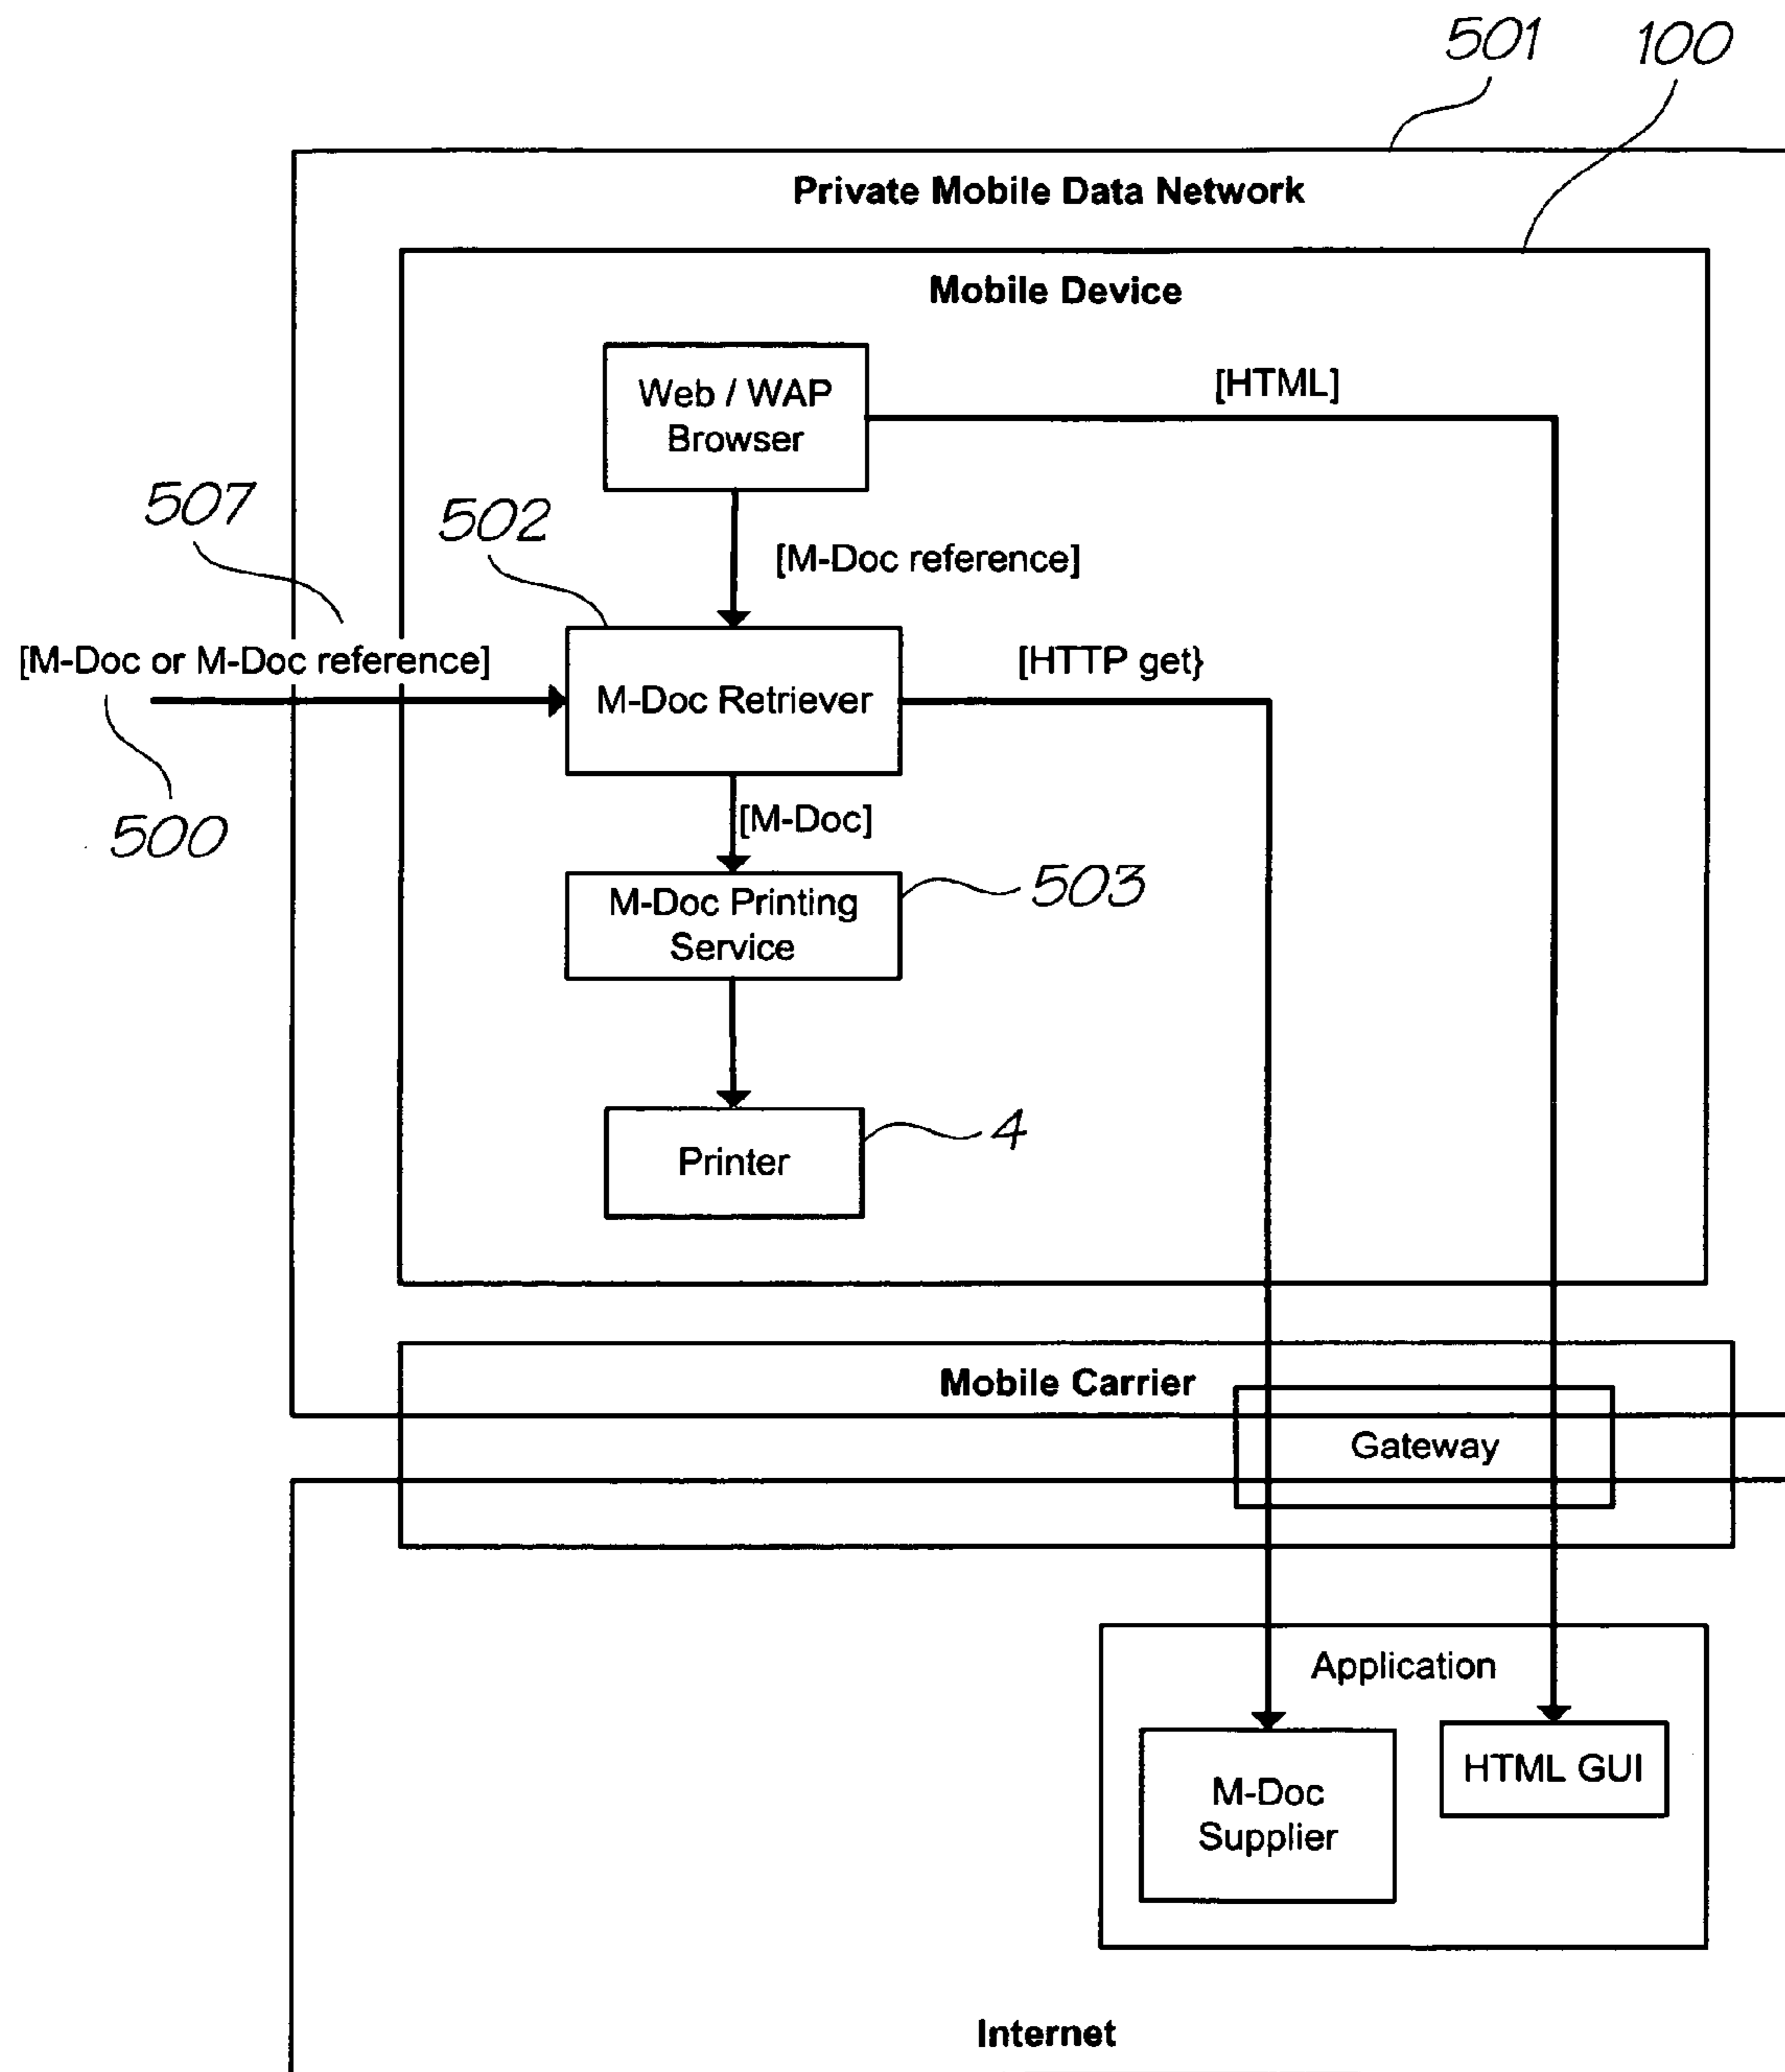 501
100
Private Mobile Data Network
Mobile Device
Web / WAP
Browser
[HTML]
507
502
[M-Doc reference]
[M-Doc or M-Doc reference]
M-Doc Retriever
[HTTP get}
500
[M-Doc]
M-Doc Printing
Service
503
Printer
4
Mobile Carrier
Gateway
Application
M-Doc
Supplier
HTML GUI
Internet